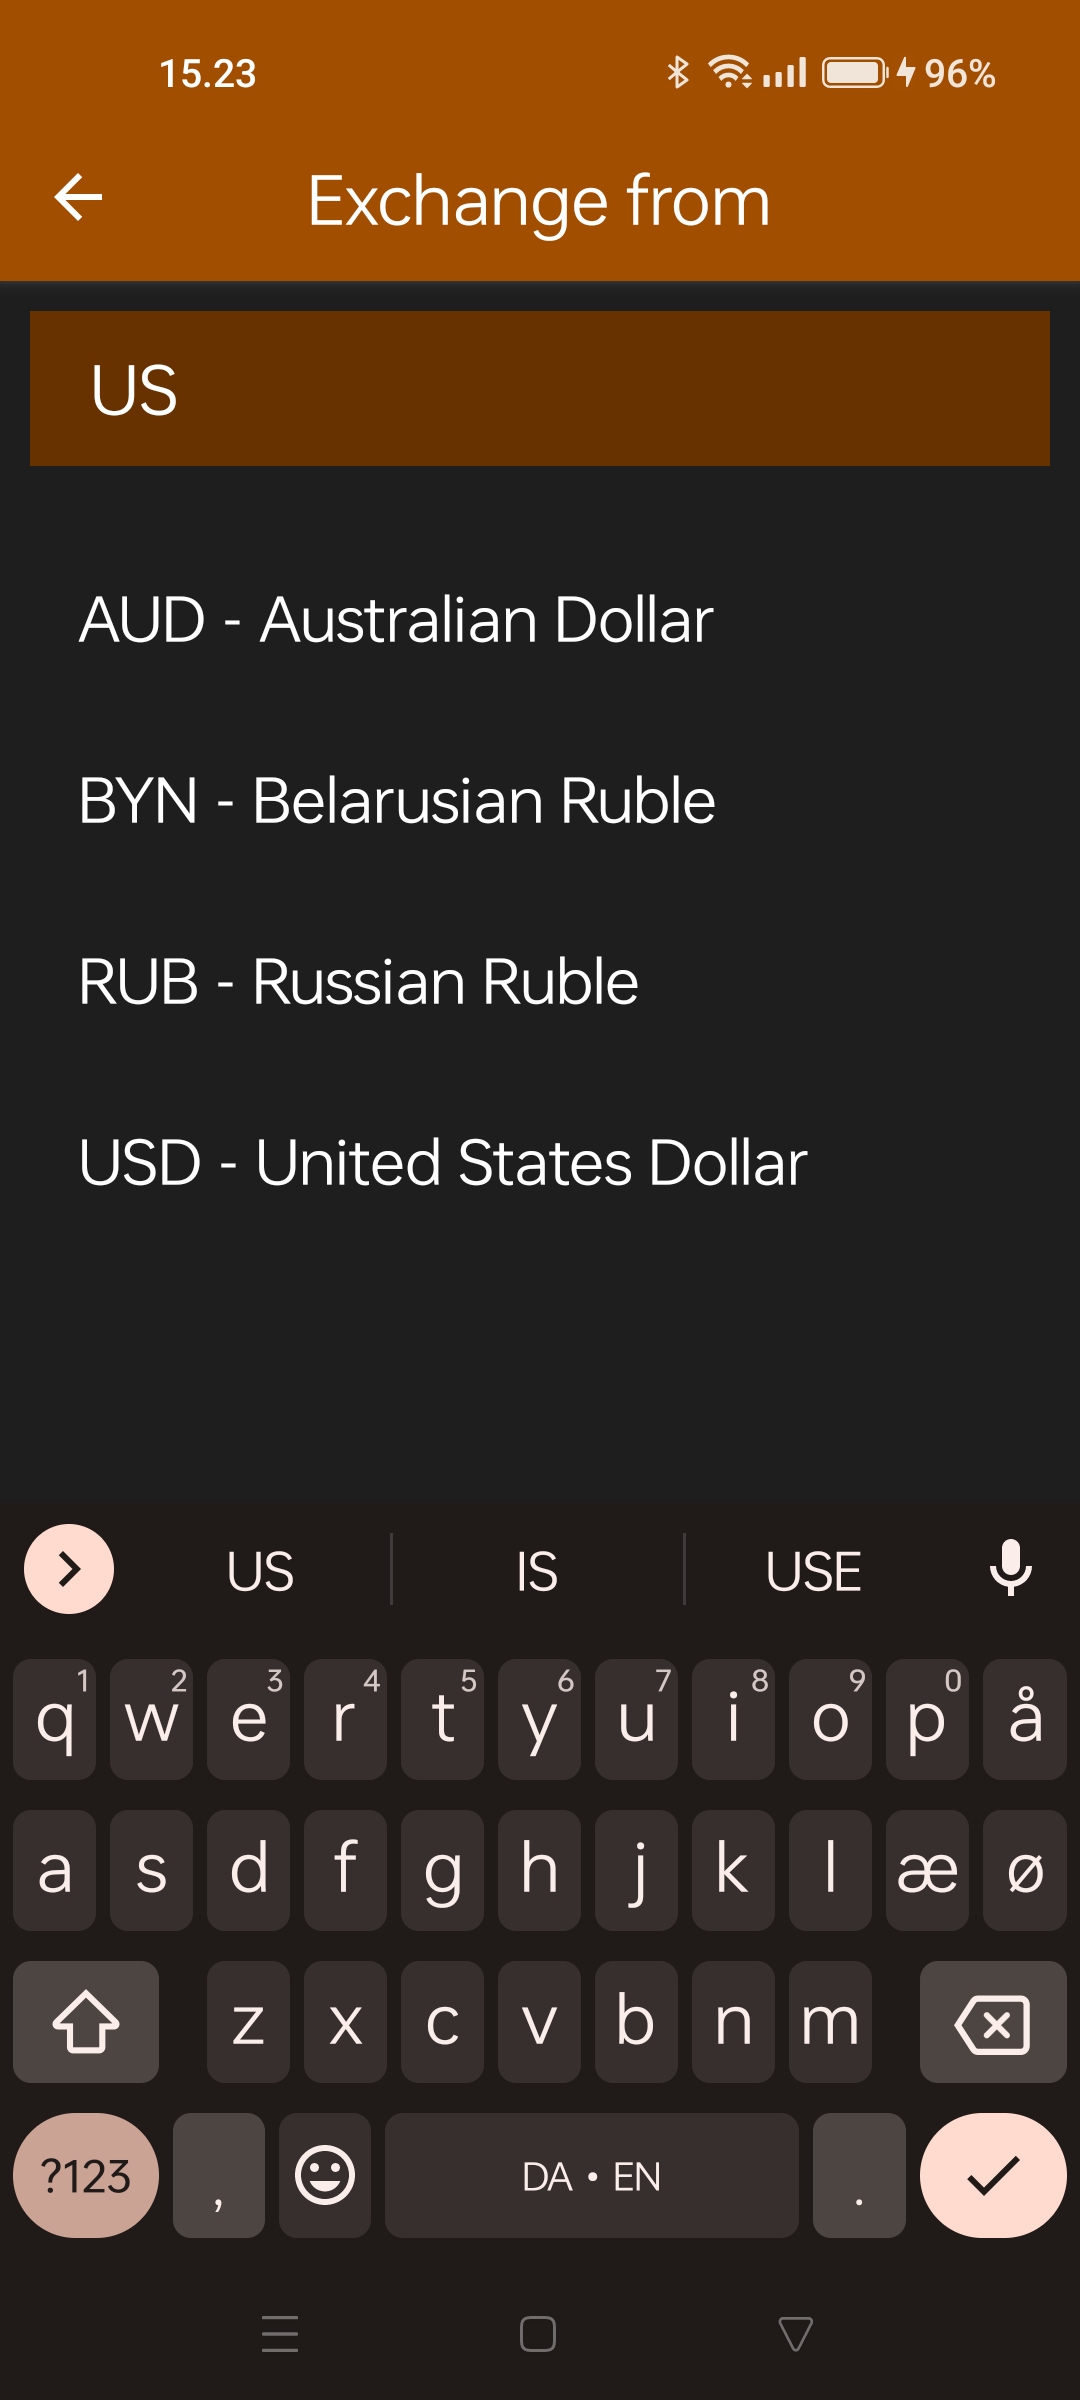 15.23 96%
Exchange from
US
AUD - Australian Dollar
BYN - Belarusian Ruble
RUB - Russian Ruble
USD - United States Dollar
US IS USE
1 2 3 4 5 6 7 8 9 0
q w e r t y u i o p å
a s d f g h j k l æ ø
z x c v b n m
?123 , DA • EN .